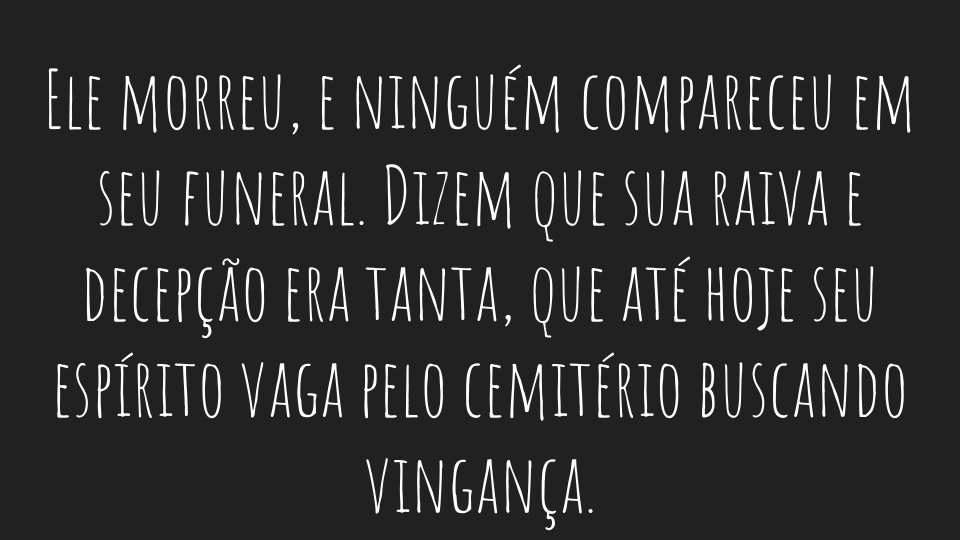 Ele morreu, e ninguém compareceu em
seu funeral. Dizem que sua raiva e
decepção era tanta, que até hoje seu
espírito vaga pelo cemitério buscando
vingança.